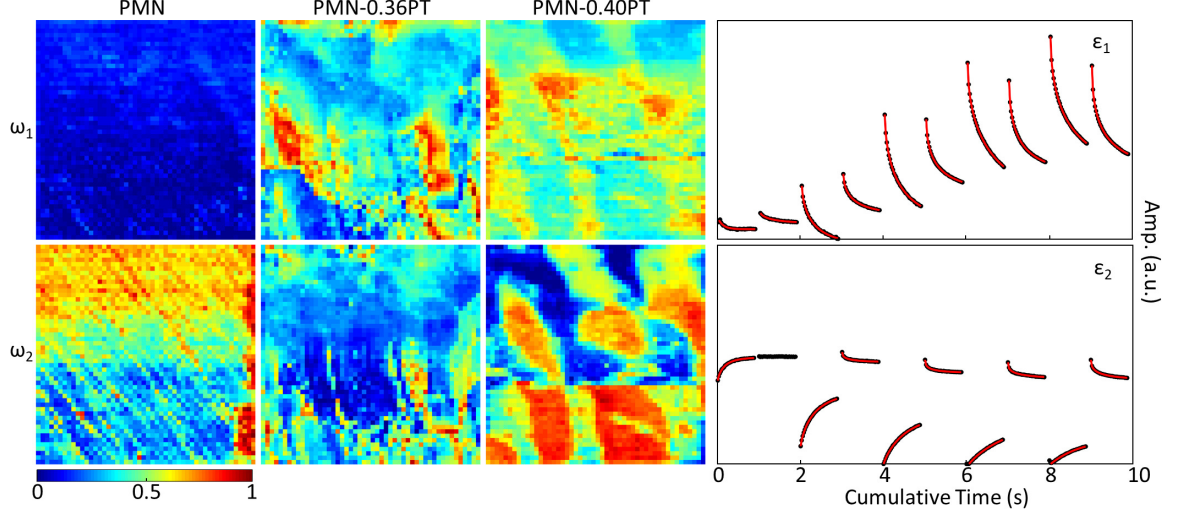 PMN PMN-0.36PT PMN-0.40PT
ω1
ε1
ω2
ε2
Amp. (a.u.)
0 0.5 1
0 2 4 6 8 10
Cumulative Time (s)